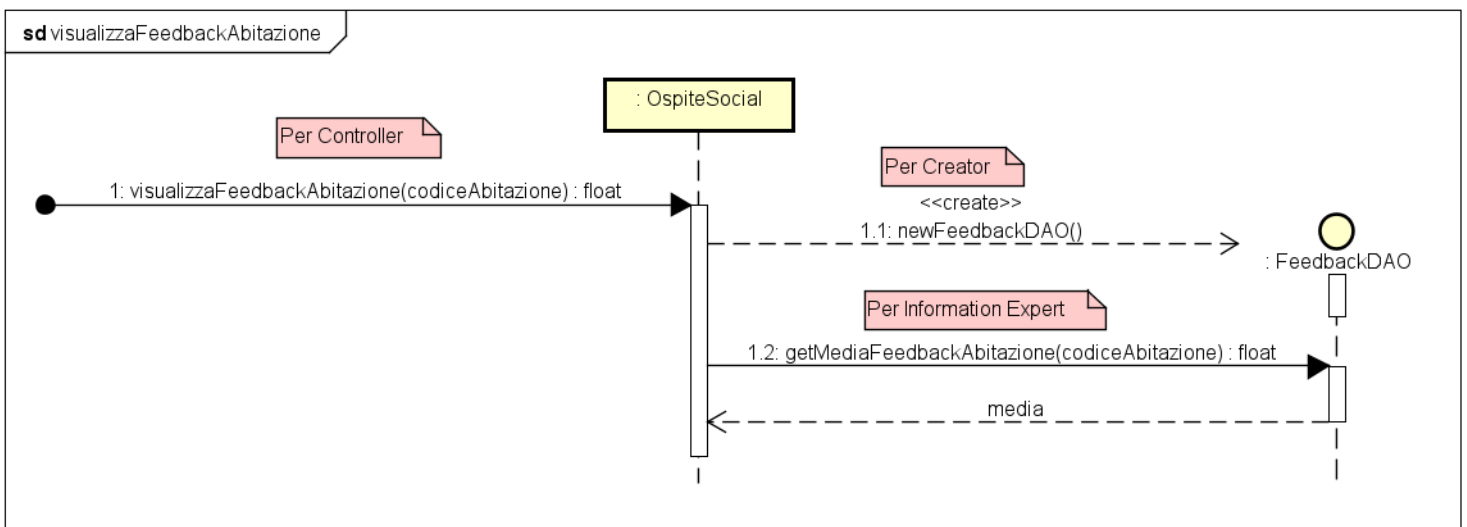 sd visualizzaFeedbackAbitazione
: OspiteSocial
Per Controller
Per Creator
1: visualizzaFeedbackAbitazione(codiceAbitazione) : float
<<create>>
1.1: newFeedbackDAO()
: FeedbackDAO
Per Information Expert
1.2: getMediaFeedbackAbitazione(codiceAbitazione) : float
media